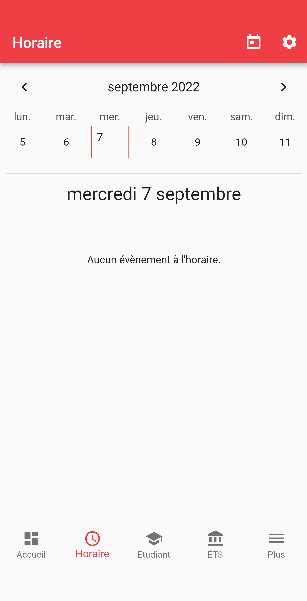 Horaire
septembre 2022
lun. mar. mer. jeu. ven. sam. dim.
5 6 7 8 9 10 11
mercredi 7 septembre
Aucun évènement à l'horaire.
Accueil Horaire Étudiant ÉTS Plus